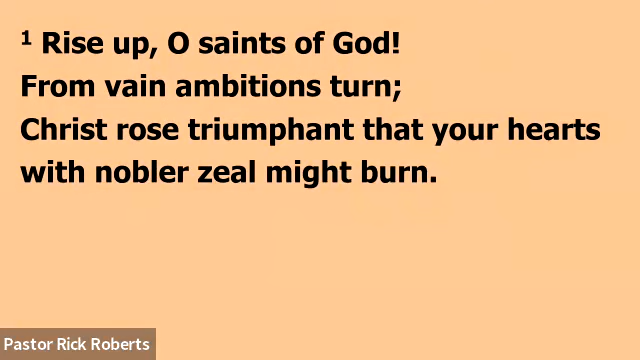 ¹ Rise up, O saints of God!
From vain ambitions turn;
Christ rose triumphant that your hearts
with nobler zeal might burn.
Pastor Rick Roberts